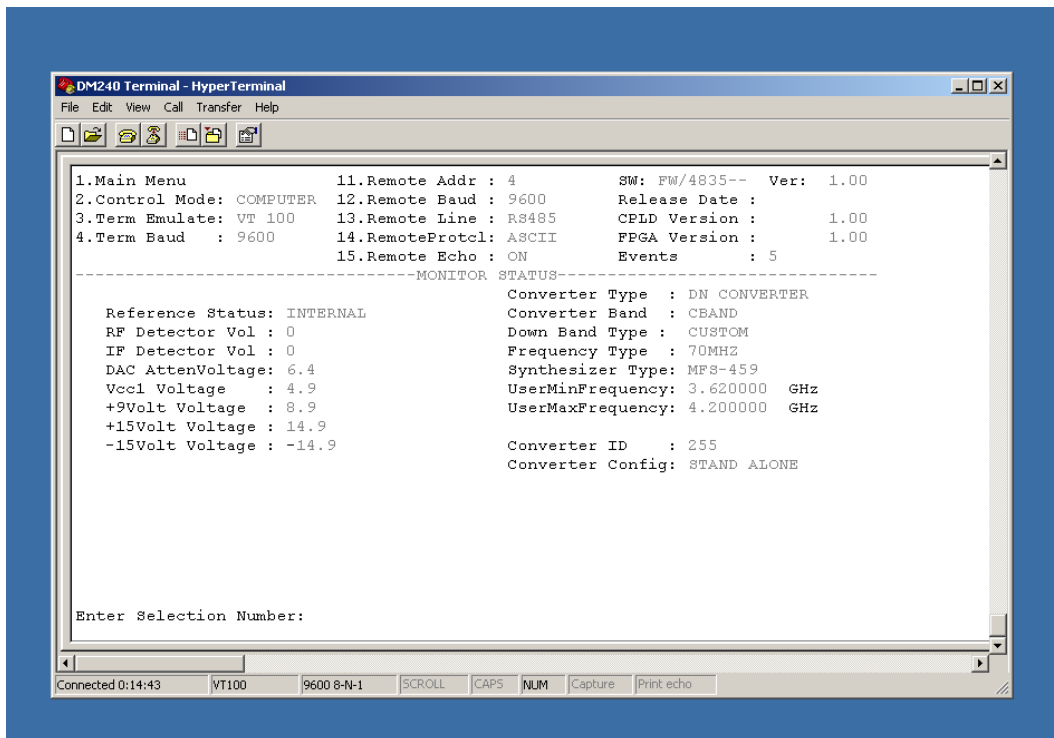 DM240 Terminal - HyperTerminal
File Edit View Call Transfer Help
1.Main Menu 11.Remote Addr : 4 SW: FW/4835-- Ver: 1.00
2.Control Mode: COMPUTER 12.Remote Baud : 9600 Release Date :
3.Term Emulate: VT 100 13.Remote Line : RS485 CPLD Version : 1.00
4.Term Baud : 9600 14.RemoteProtcl: ASCII FPGA Version : 1.00
15.Remote Echo : ON Events : 5
----------------------------------MONITOR STATUS--------------------------------
Converter Type : DN CONVERTER
Reference Status: INTERNAL Converter Band : CBAND
RF Detector Vol : 0 Down Band Type : CUSTOM
IF Detector Vol : 0 Frequency Type : 70MHZ
DAC AttenVoltage: 6.4 Synthesizer Type: MFS-459
Vcc1 Voltage : 4.9 UserMinFrequency: 3.620000 GHz
+9Volt Voltage : 8.9 UserMaxFrequency: 4.200000 GHz
+15Volt Voltage : 14.9
-15Volt Voltage : -14.9 Converter ID : 255
Converter Config: STAND ALONE
Enter Selection Number:
Connected 0:14:43 VT100 9600 8-N-1 SCROLL CAPS NUM Capture Print echo